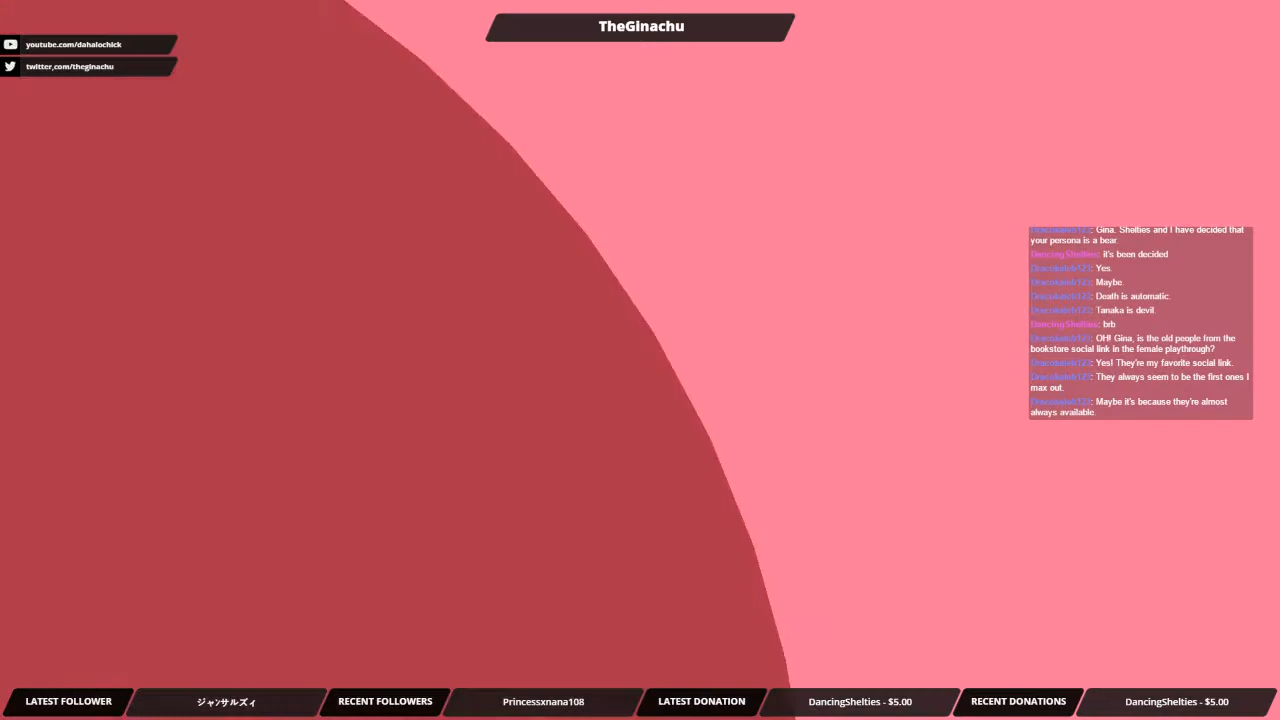 TheGinachu
youtube.com/dahalochick
twitter.com/theginachu
Gina. Shelties and I have decided that
your persona is a bear.
DancingShelties: it's been decided
Yes.
Maybe.
Death is automatic.
Tanaka is devil.
DancingShelties: brb
OH! Gina, is the old people from the
bookstore social link in the female playthrough?
Yes! They're my favorite social link.
They always seem to be the first ones I
max out.
Maybe it's because they're almost
always available.
LATEST FOLLOWER ジャンサルズィ RECENT FOLLOWERS Princessxnana108 LATEST DONATION DancingShelties - $5.00 RECENT DONATIONS DancingShelties - $5.00